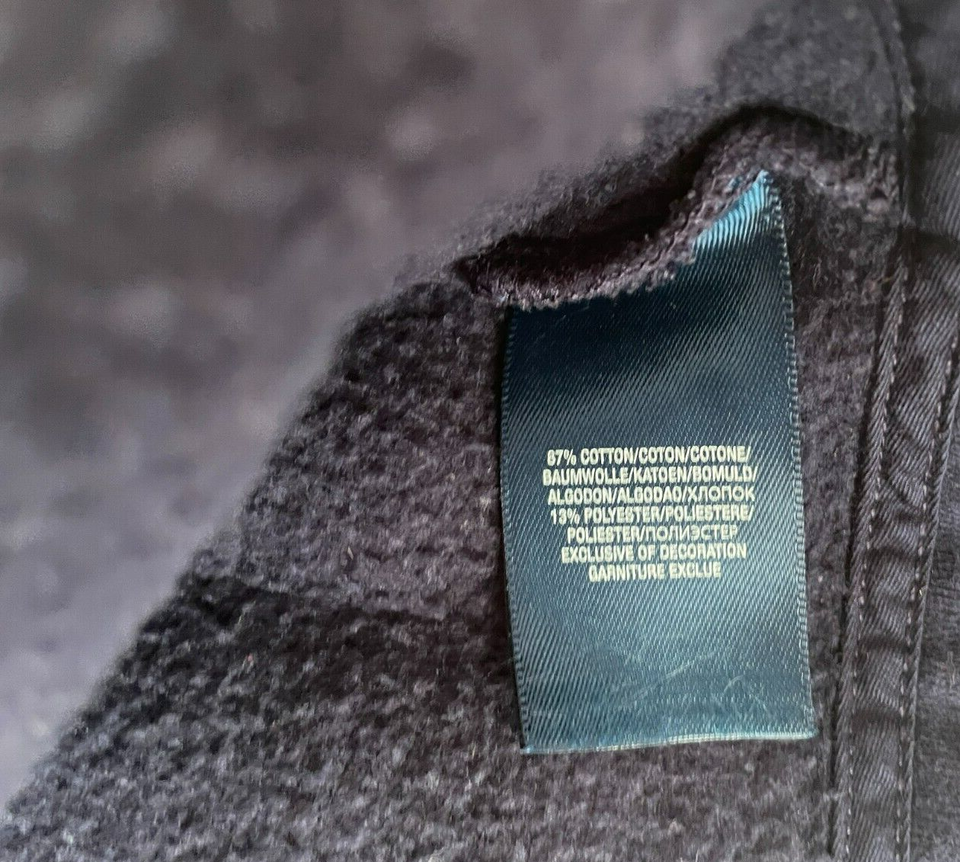 87% COTTON/COTON/COTONE/
BAUMWOLLE/KATOEN/BOMULD/
ALGODON/ALGODAO/ХЛОПОК
13% POLYESTER/POLIESTERE/
POLIESTER/ПОЛИЭСТЕР
EXCLUSIVE OF DECORATION
GARNITURE EXCLUE